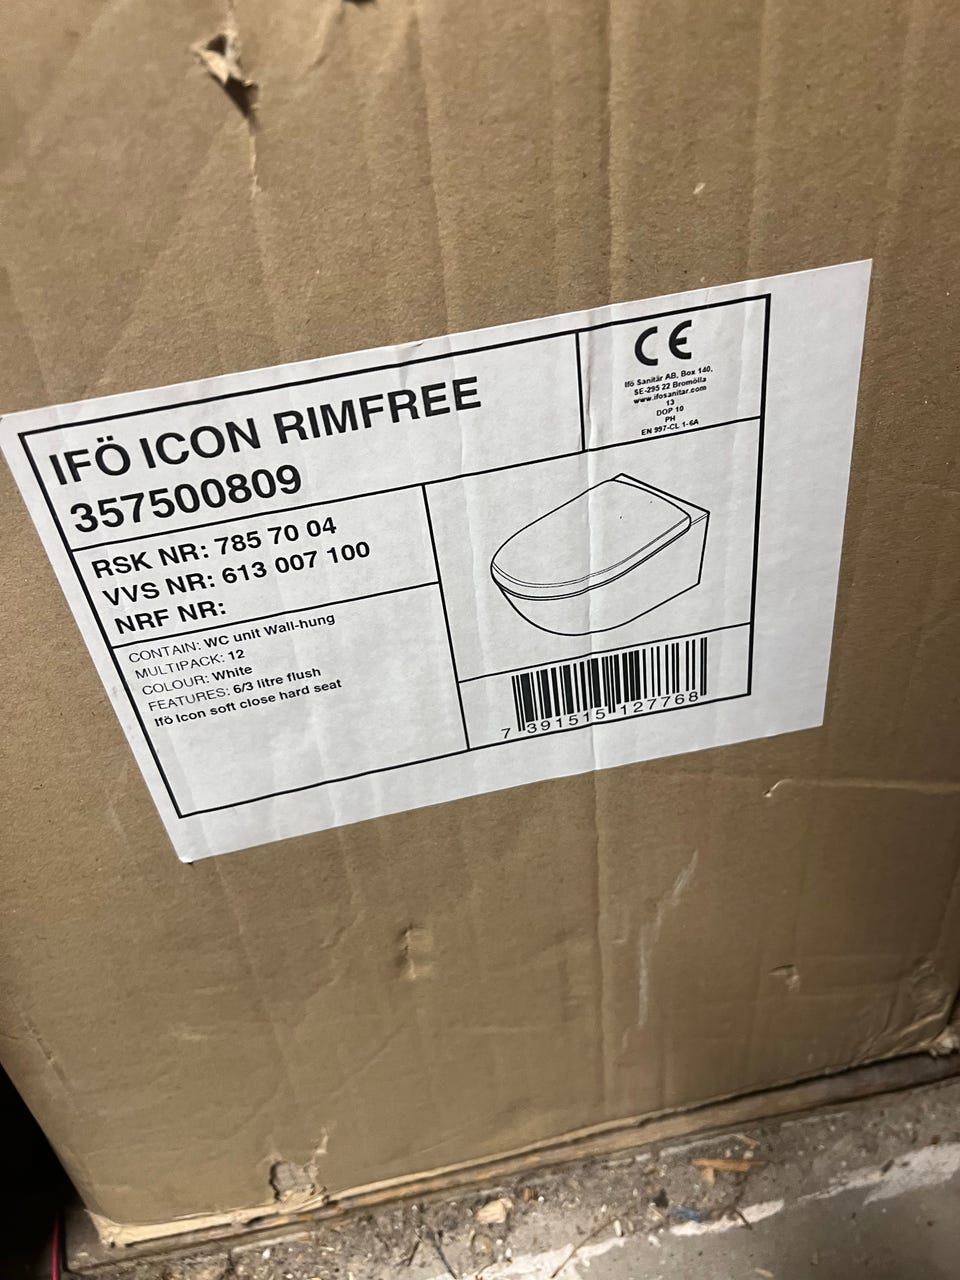 IFÖ ICON RIMFREE
357500809
CE
Ifö Sanitär AB, Box 140,
SE-295 22 Bromölla
www.ifosanitar.com
13
DOP 10
PH
EN 997-CL 1-6A
RSK NR: 785 70 04
VVS NR: 613 007 100
NRF NR:
CONTAIN: WC unit Wall-hung
MULTIPACK: 12
COLOUR: White
FEATURES: 6/3 litre flush
Ifö Icon soft close hard seat
7 391515 127768